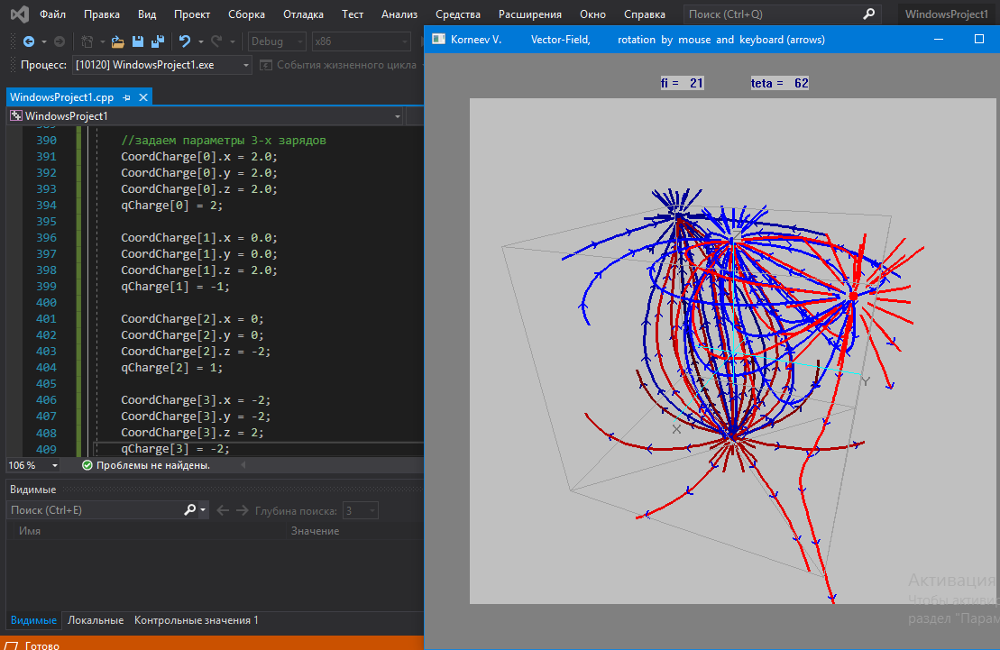 Файл Правка Вид Проект Сборка Отладка Тест Анализ Средства Расширения Окно Справка Поиск (Ctrl+Q) WindowsProject1
Debug x86
Процесс: [10120] WindowsProject1.exe События жизненного цикла
WindowsProject1.cpp
WindowsProject1
389
390 //задаем параметры 3-х зарядов
391 CoordCharge[0].x = 2.0;
392 CoordCharge[0].y = 2.0;
393 CoordCharge[0].z = 2.0;
394 qCharge[0] = 2;
395
396 CoordCharge[1].x = 0.0;
397 CoordCharge[1].y = 0.0;
398 CoordCharge[1].z = 2.0;
399 qCharge[1] = -1;
400
401 CoordCharge[2].x = 0;
402 CoordCharge[2].y = 0;
403 CoordCharge[2].z = -2;
404 qCharge[2] = 1;
405
406 CoordCharge[3].x = -2;
407 CoordCharge[3].y = -2;
408 CoordCharge[3].z = 2;
409 qCharge[3] = -2;
106 % Проблемы не найдены.
Видимые
Поиск (Ctrl+E) Глубина поиска: 3
Имя Значение
Видимые Локальные Контрольные значения 1
Готово
Korneev V. Vector-Field, rotation by mouse and keyboard (arrows)
fi = 21 teta = 62
Z
Y
X
Активация
Чтобы активир
раздел "Парам